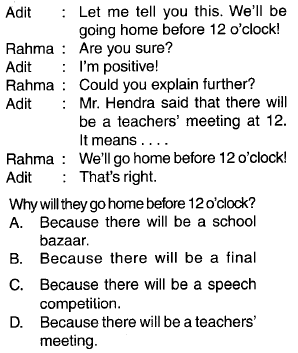 Adit : Let me tell you this. We'll be
going home before 12 o'clock!
Rahma : Are you sure?
Adit : I'm positive!
Rahma : Could you explain further?
Adit : Mr. Hendra said that there will
be a teachers' meeting at 12.
It means . . . .
Rahma : We'll go home before 12 o'clock!
Adit : That's right.
Why will they go home before 12 o'clock?
A. Because there will be a school
bazaar.
B. Because there will be a final
C. Because there will be a speech
competition.
D. Because there will be a teachers'
meeting.